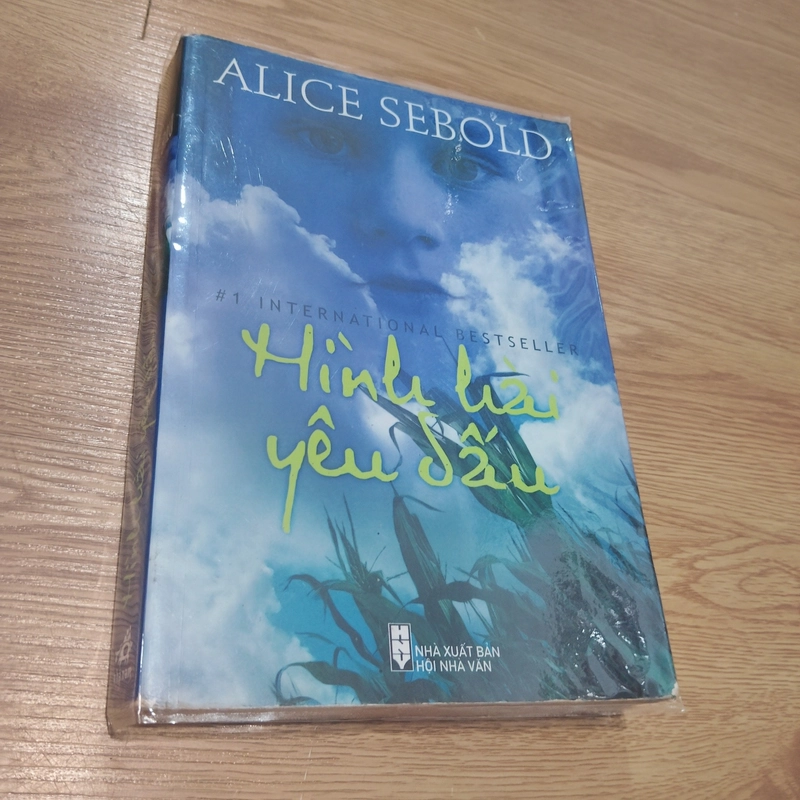 ALICE SEBOLD
#1 INTERNATIONAL BESTSELLER
Hình hài
yêu dấu
NHÀ XUẤT BẢN
HỘI NHÀ VĂN